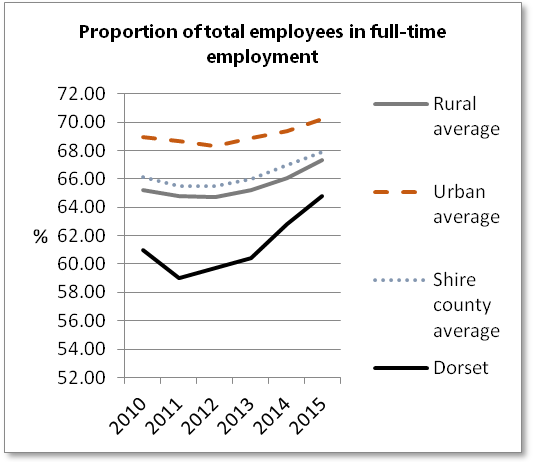 Proportion of total employees in full-time
employment
72.00
70.00
68.00
66.00
64.00
62.00
60.00
58.00
56.00
54.00
52.00
%
2010
2011
2012
2013
2014
2015
Rural
average
Urban
average
Shire
county
average
Dorset